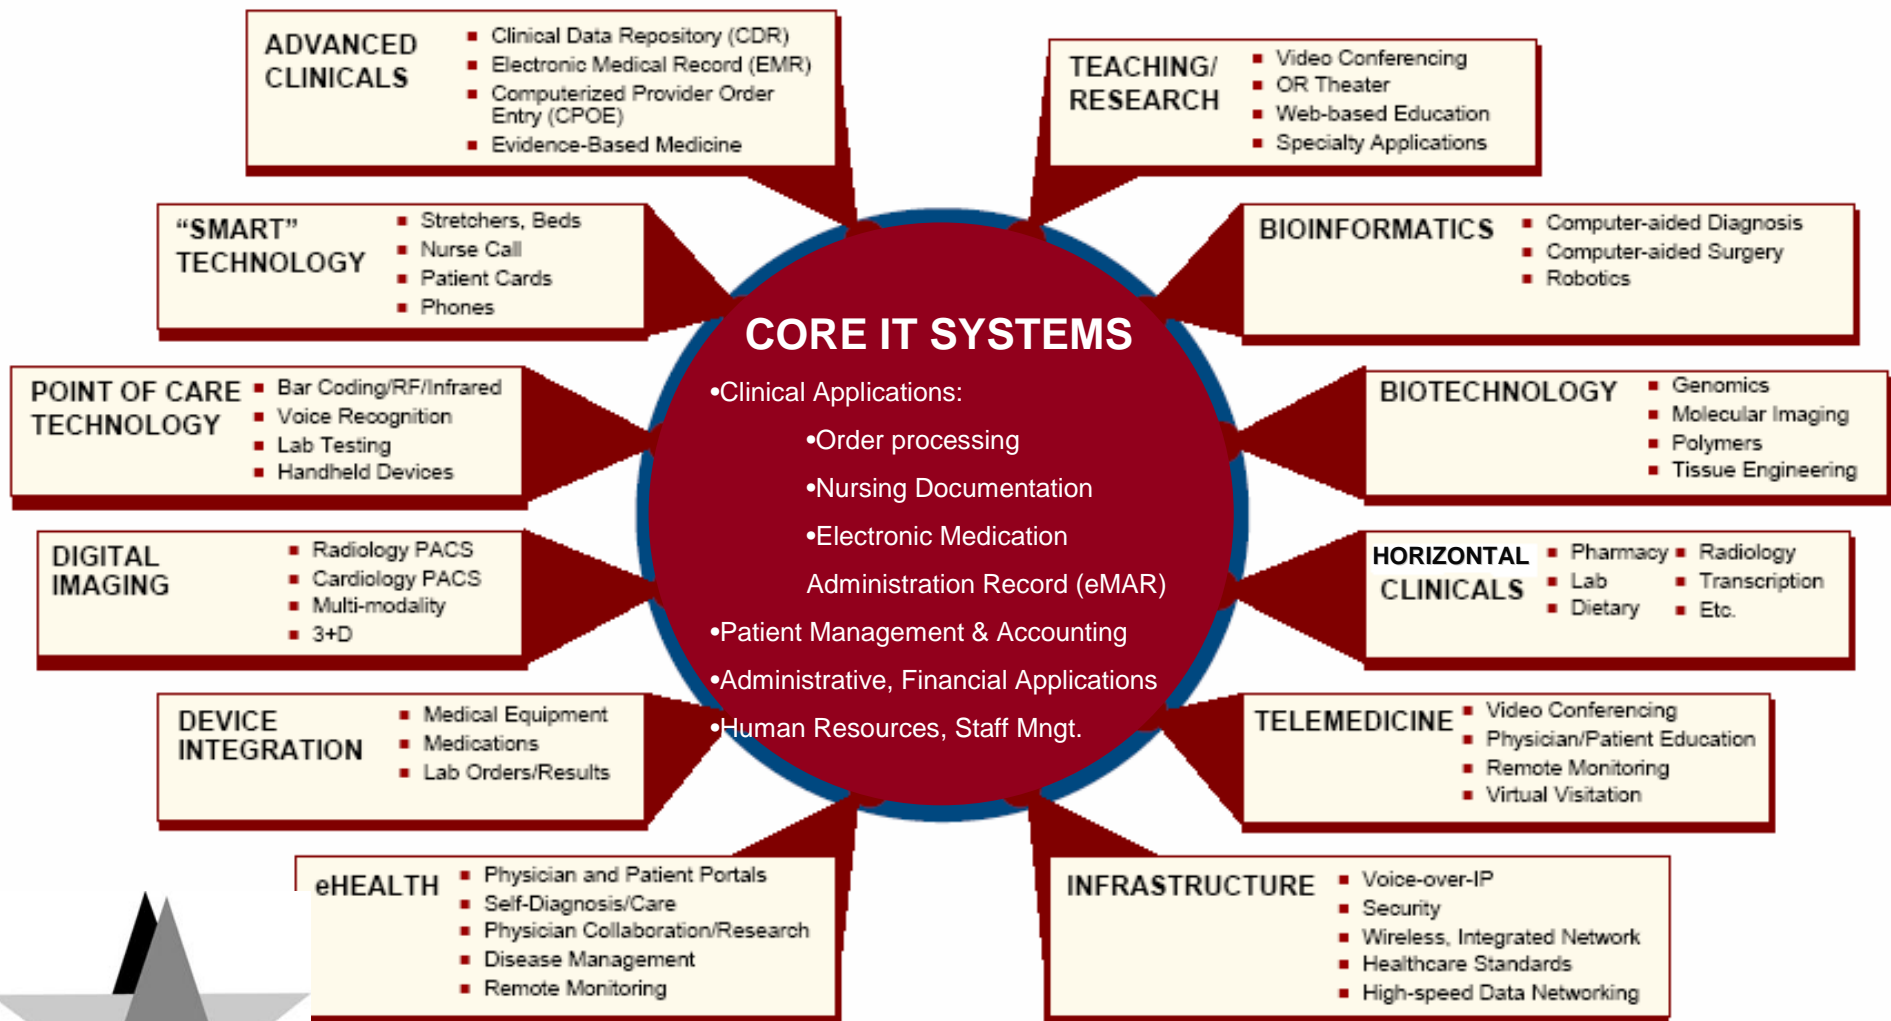 ADVANCED
CLINICALS
▪ Clinical Data Repository (CDR)
▪ Electronic Medical Record (EMR)
▪ Computerized Provider Order
Entry (CPOE)
▪ Evidence-Based Medicine
TEACHING/
RESEARCH
▪ Video Conferencing
▪ OR Theater
▪ Web-based Education
▪ Specialty Applications
“SMART”
TECHNOLOGY
▪ Stretchers, Beds
▪ Nurse Call
▪ Patient Cards
▪ Phones
BIOINFORMATICS
▪ Computer-aided Diagnosis
▪ Computer-aided Surgery
▪ Robotics
CORE IT SYSTEMS
•Clinical Applications:
•Order processing
•Nursing Documentation
•Electronic Medication
Administration Record (eMAR)
•Patient Management & Accounting
•Administrative, Financial Applications
•Human Resources, Staff Mngt.
POINT OF CARE
TECHNOLOGY
▪ Bar Coding/RF/Infrared
▪ Voice Recognition
▪ Lab Testing
▪ Handheld Devices
BIOTECHNOLOGY
▪ Genomics
▪ Molecular Imaging
▪ Polymers
▪ Tissue Engineering
DIGITAL
IMAGING
▪ Radiology PACS
▪ Cardiology PACS
▪ Multi-modality
▪ 3+D
HORIZONTAL
CLINICALS
▪ Pharmacy
▪ Lab
▪ Dietary
▪ Radiology
▪ Transcription
▪ Etc.
DEVICE
INTEGRATION
▪ Medical Equipment
▪ Medications
▪ Lab Orders/Results
TELEMEDICINE
▪ Video Conferencing
▪ Physician/Patient Education
▪ Remote Monitoring
▪ Virtual Visitation
eHEALTH
▪ Physician and Patient Portals
▪ Self-Diagnosis/Care
▪ Physician Collaboration/Research
▪ Disease Management
▪ Remote Monitoring
INFRASTRUCTURE
▪ Voice-over-IP
▪ Security
▪ Wireless, Integrated Network
▪ Healthcare Standards
▪ High-speed Data Networking